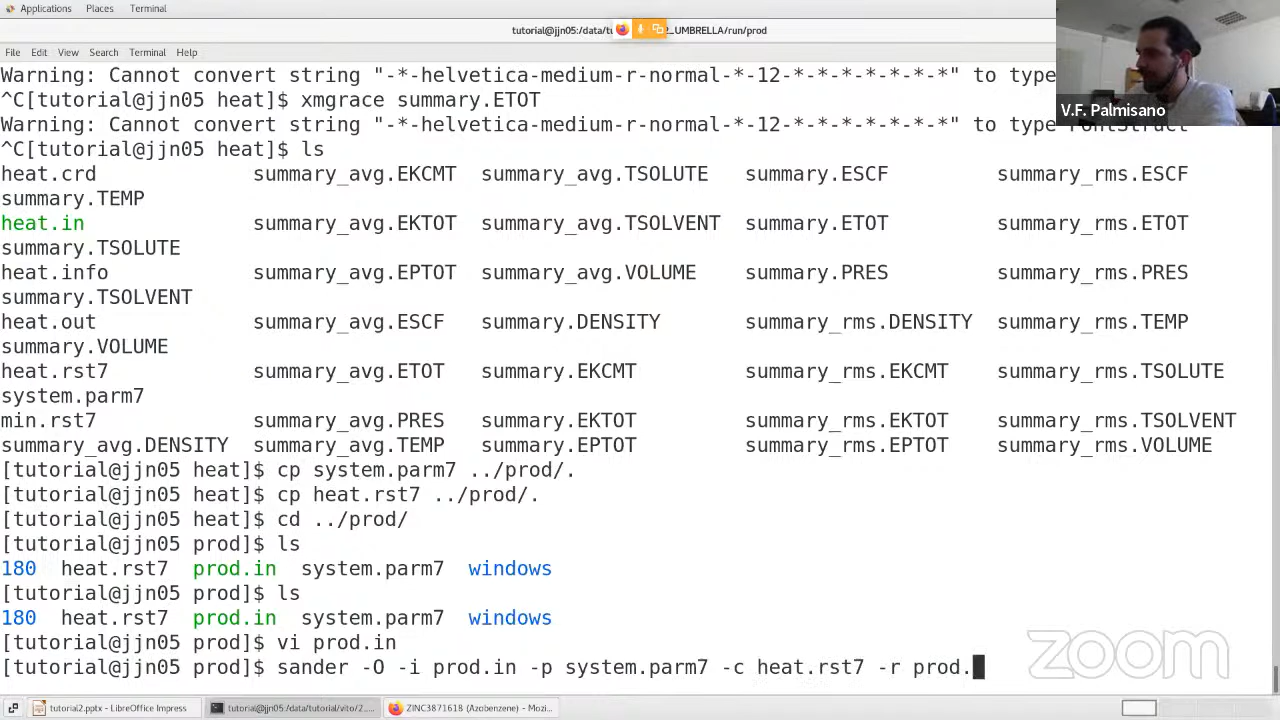 Applications Places Terminal
tutorial@jjn05:/data/tu 2_UMBRELLA/run/prod
File Edit View Search Terminal Help
Warning: Cannot convert string "-*-helvetica-medium-r-normal-*-12-*-*-*-*-*-*-*" to type
^C[tutorial@jjn05 heat]$ xmgrace summary.ETOT
Warning: Cannot convert string "-*-helvetica-medium-r-normal-*-12-*-*-*-*-*-*-*" to type FontStruct
V.F. Palmisano
^C[tutorial@jjn05 heat]$ ls
heat.crd summary_avg.EKCMT summary_avg.TSOLUTE summary.ESCF summary_rms.ESCF
summary.TEMP
heat.in summary_avg.EKTOT summary_avg.TSOLVENT summary.ETOT summary_rms.ETOT
summary.TSOLUTE
heat.info summary_avg.EPTOT summary_avg.VOLUME summary.PRES summary_rms.PRES
summary.TSOLVENT
heat.out summary_avg.ESCF summary.DENSITY summary_rms.DENSITY summary_rms.TEMP
summary.VOLUME
heat.rst7 summary_avg.ETOT summary.EKCMT summary_rms.EKCMT summary_rms.TSOLUTE
system.parm7
min.rst7 summary_avg.PRES summary.EKTOT summary_rms.EKTOT summary_rms.TSOLVENT
summary_avg.DENSITY summary_avg.TEMP summary.EPTOT summary_rms.EPTOT summary_rms.VOLUME
[tutorial@jjn05 heat]$ cp system.parm7 ../prod/.
[tutorial@jjn05 heat]$ cp heat.rst7 ../prod/.
[tutorial@jjn05 heat]$ cd ../prod/
[tutorial@jjn05 prod]$ ls
180 heat.rst7 prod.in system.parm7 windows
[tutorial@jjn05 prod]$ ls
180 heat.rst7 prod.in system.parm7 windows
[tutorial@jjn05 prod]$ vi prod.in
[tutorial@jjn05 prod]$ sander -O -i prod.in -p system.parm7 -c heat.rst7 -r prod.
zoom
tutorial2.pptx - LibreOffice Impress tutorial@jjn05:/data/tutorial/vito/2... ZINC3871618 (Azobenzene) - Mozi...